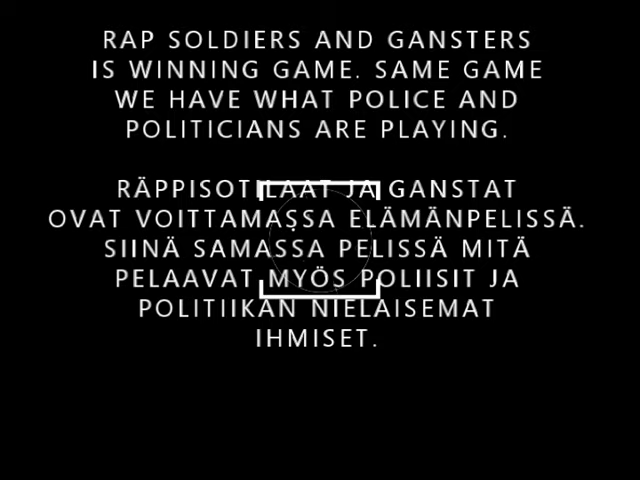 RAP SOLDIERS AND GANSTERS
IS WINNING GAME. SAME GAME
WE HAVE WHAT POLICE AND
POLITICIANS ARE PLAYING.
RÄPPISOTILAAT JA GANSTAT
OVAT VOITTAMASSA ELÄMÄNPELISSÄ.
SIINÄ SAMASSA PELISSÄ MITÄ
PELAAVAT MYÖS POLIISIT JA
POLITIIKAN NIELAISEMAT
IHMISET.